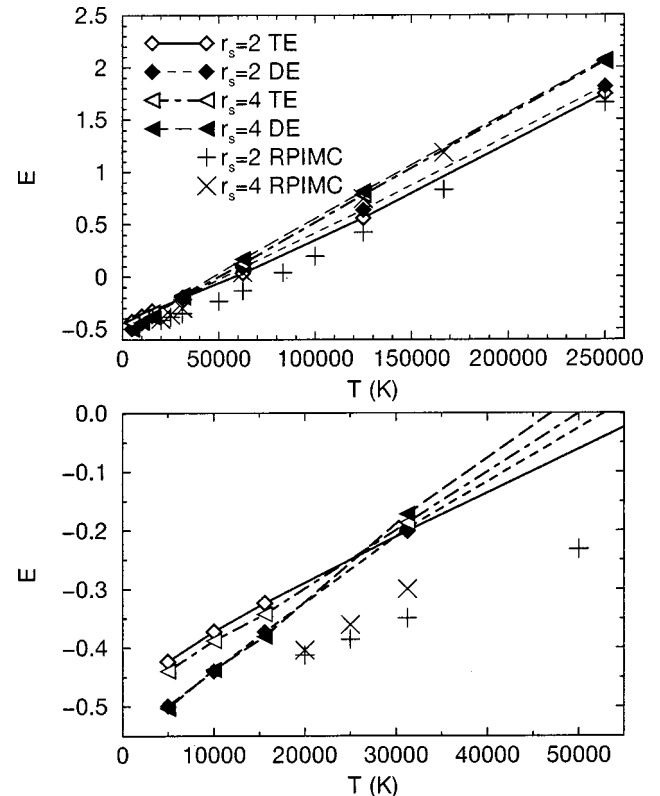 2.5
2
1.5
1
0.5
0
−0.5
E
r_s=2 TE
r_s=2 DE
r_s=4 TE
r_s=4 DE
r_s=2 RPIMC
r_s=4 RPIMC
0 50000 100000 150000 200000 250000
T (K)
0.0
−0.1
−0.2
−0.3
−0.4
−0.5
E
0 10000 20000 30000 40000 50000
T (K)